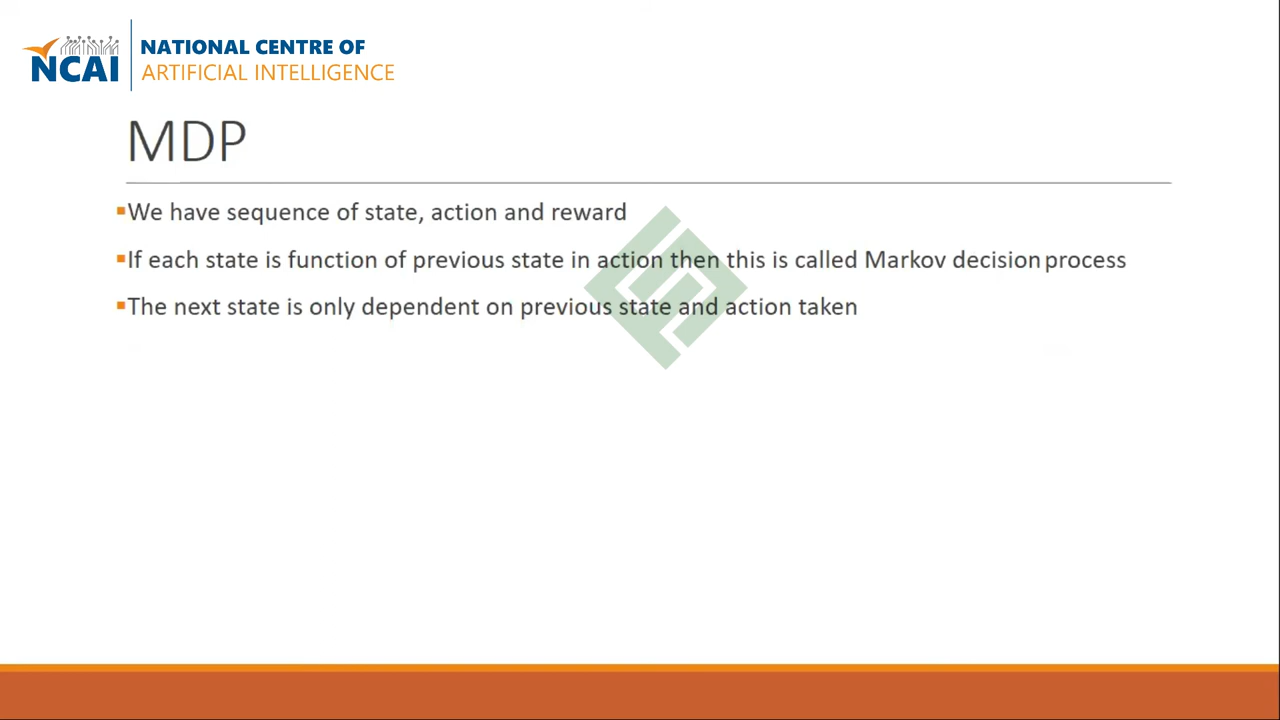 NCAI
NATIONAL CENTRE OF
ARTIFICIAL INTELLIGENCE
MDP
▪We have sequence of state, action and reward
▪If each state is function of previous state in action then this is called Markov decision process
▪The next state is only dependent on previous state and action taken